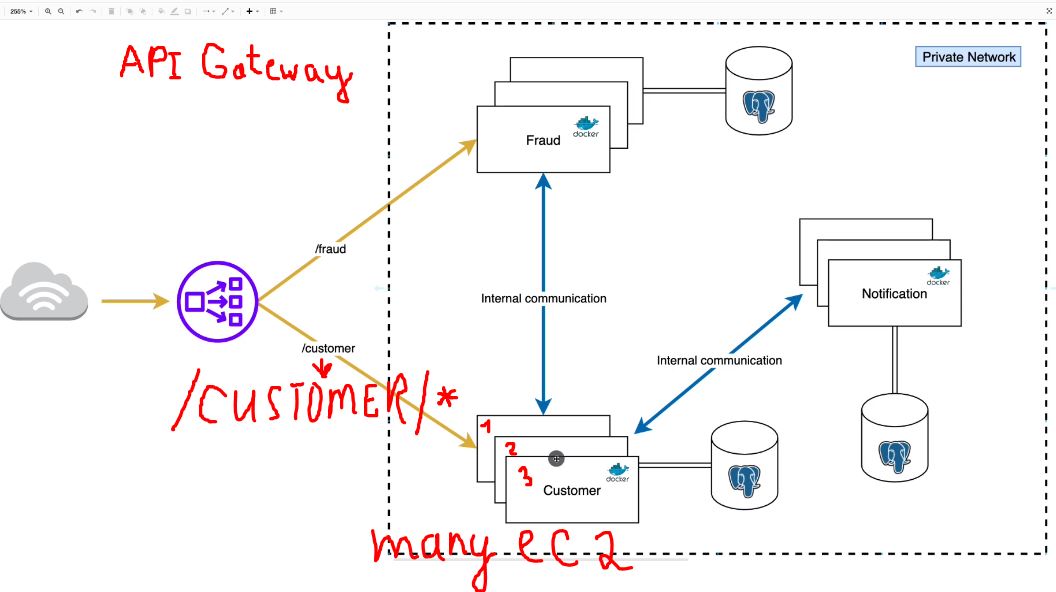 255%
API Gateway
Private Network
docker
Fraud
/fraud
docker
Notification
Internal communication
/customer
Internal communication
/CUSTOMER/*
1
2
3
docker
Customer
many eC2